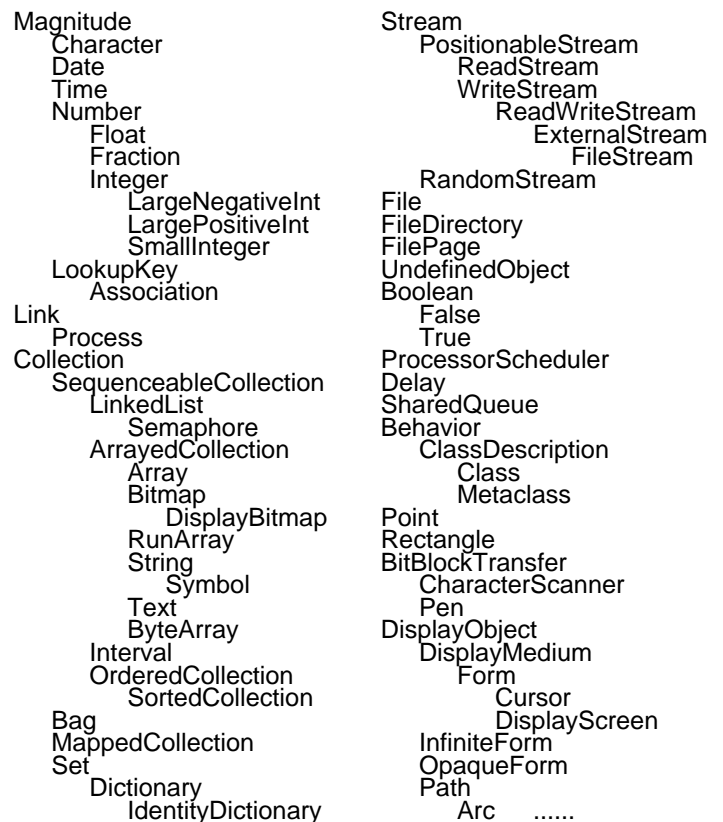 Magnitude
Character
Date
Time
Number
Float
Fraction
Integer
LargeNegativeInt
LargePositiveInt
SmallInteger
LookupKey
Association
Link
Process
Collection
SequenceableCollection
LinkedList
Semaphore
ArrayedCollection
Array
Bitmap
DisplayBitmap
RunArray
String
Symbol
Text
ByteArray
Interval
OrderedCollection
SortedCollection
Bag
MappedCollection
Set
Dictionary
IdentityDictionary
Stream
PositionableStream
ReadStream
WriteStream
ReadWriteStream
ExternalStream
FileStream
RandomStream
File
FileDirectory
FilePage
UndefinedObject
Boolean
False
True
ProcessorScheduler
Delay
SharedQueue
Behavior
ClassDescription
Class
Metaclass
Point
Rectangle
BitBlockTransfer
CharacterScanner
Pen
DisplayObject
DisplayMedium
Form
Cursor
DisplayScreen
InfiniteForm
OpaqueForm
Path
Arc ......